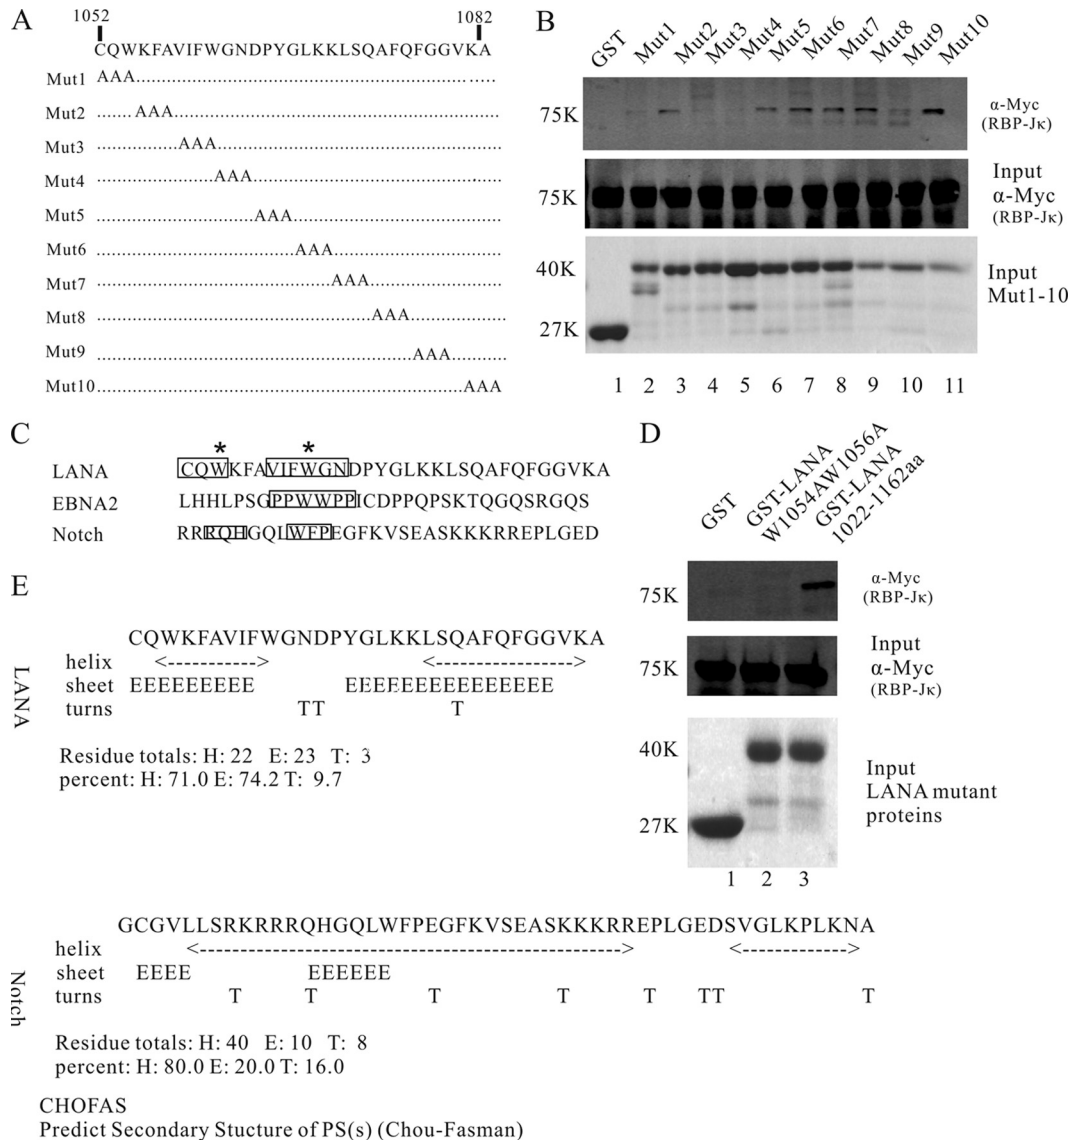 A
1052 1082
CQWKFAVIFWGNDPYGLKKLSQAFQFGGVKA
Mut1 AAA
Mut2 AAA
Mut3 AAA
Mut4 AAA
Mut5 AAA
Mut6 AAA
Mut7 AAA
Mut8 AAA
Mut9 AAA
Mut10 AAA
B
GST Mut1 Mut2 Mut3 Mut4 Mut5 Mut6 Mut7 Mut8 Mut9 Mut10
75K α-Myc
(RBP-Jκ)
75K Input
α-Myc
(RBP-Jκ)
40K Input
Mut1-10
27K
1 2 3 4 5 6 7 8 9 10 11
C
* *
LANA CQWKFAVIFWGNDPYGLKKLSQAFQFGGVKA
EBNA2 LHHLPSGPPWWPPICDPPQPSKTQGQSRGQS
Notch RRRQHGQLWFPEGFKVSEASKKKRREPLGED
D
GST
GST-LANA
W1054AW1056A
GST-LANA
1022-1162aa
75K α-Myc
(RBP-Jκ)
75K Input
α-Myc
(RBP-Jκ)
40K Input
LANA mutant
proteins
27K
1 2 3
E
LANA
CQWKFAVIFWGNDPYGLKKLSQAFQFGGVKA
helix <----------> <-------------->
sheet EEEEEEEEE EEEEEEEEEEEEEEE
turns TT T
Residue totals: H: 22 E: 23 T: 3
percent: H: 71.0 E: 74.2 T: 9.7
Notch
GCGVLLSRKRRRQHGQLWFPEGFKVSEASKKKRREPLGEDSVGLKPLKNA
helix <------------------------------------------> <----------->
sheet EEEE EEEEEE
turns T T T T T TT T
Residue totals: H: 40 E: 10 T: 8
percent: H: 80.0 E: 20.0 T: 16.0
CHOFAS
Predict Secondary Stucture of PS(s) (Chou-Fasman)